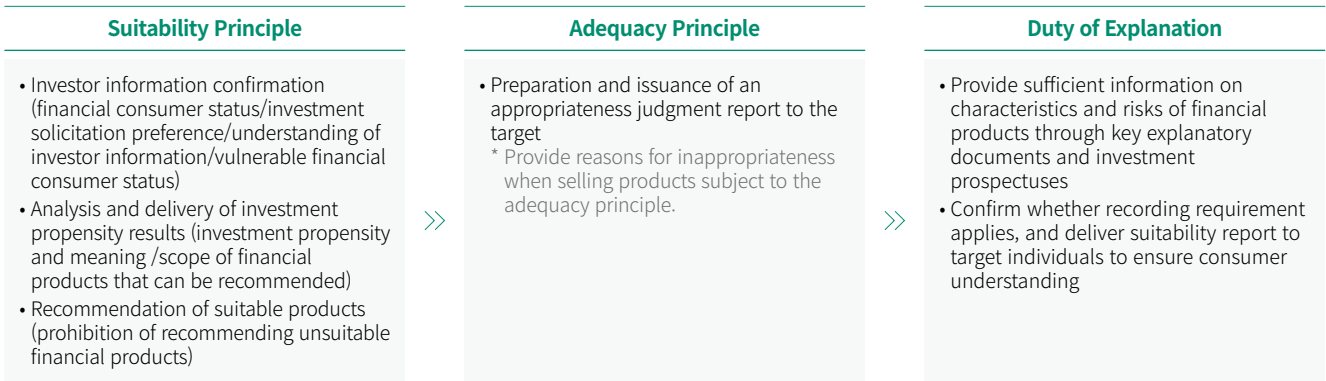 Suitability Principle
• Investor information confirmation
(financial consumer status/investment
solicitation preference/understanding of
investor information/vulnerable financial
consumer status)
• Analysis and delivery of investment
propensity results (investment propensity
and meaning /scope of financial
products that can be recommended)
• Recommendation of suitable products
(prohibition of recommending unsuitable
financial products)
Adequacy Principle
• Preparation and issuance of an
appropriateness judgment report to the
target
* Provide reasons for inappropriateness
when selling products subject to the
adequacy principle.
Duty of Explanation
• Provide sufficient information on
characteristics and risks of financial
products through key explanatory
documents and investment
prospectuses
• Confirm whether recording requirement
applies, and deliver suitability report to
target individuals to ensure consumer
understanding